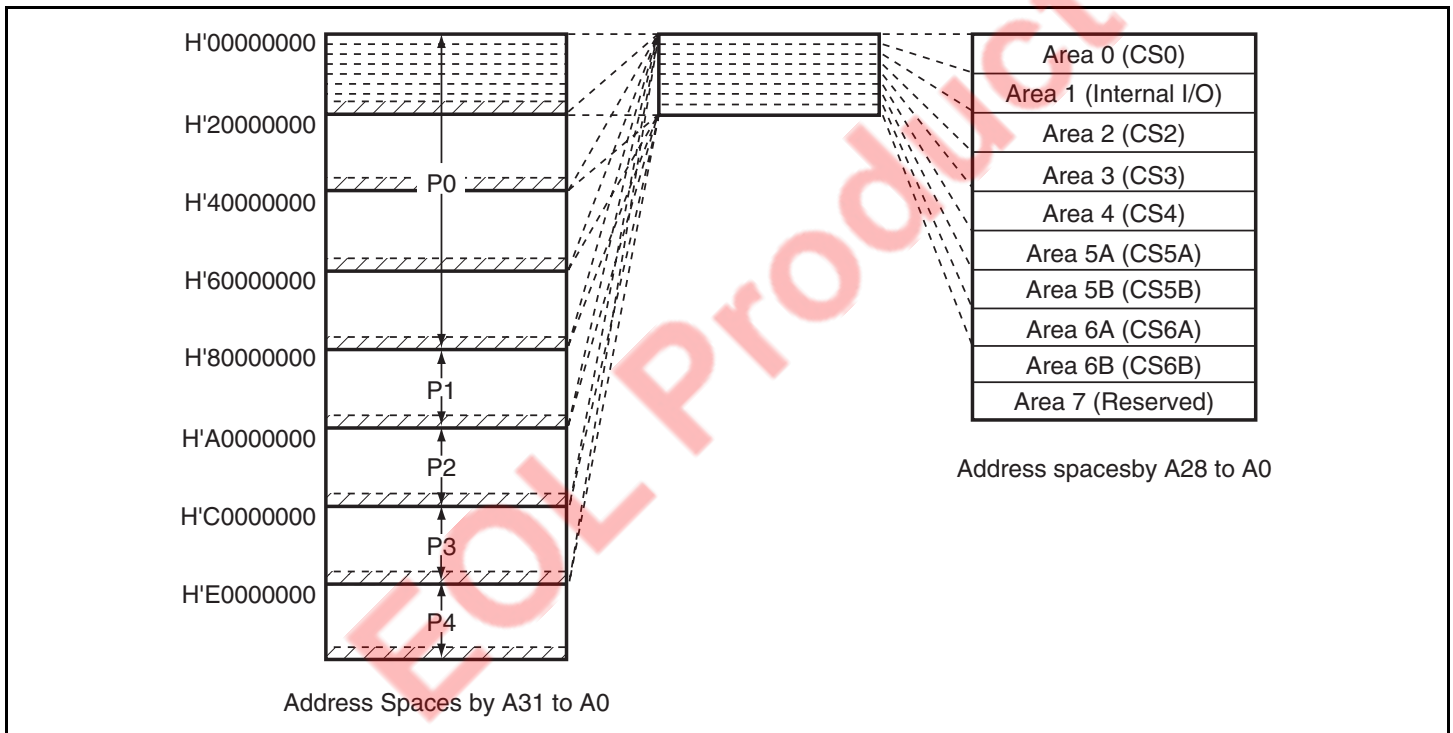 H'00000000
H'20000000
H'40000000
H'60000000
H'80000000
H'A0000000
H'C0000000
H'E0000000
P0
P1
P2
P3
P4
Address Spaces by A31 to A0
Area 0 (CS0)
Area 1 (Internal I/O)
Area 2 (CS2)
Area 3 (CS3)
Area 4 (CS4)
Area 5A (CS5A)
Area 5B (CS5B)
Area 6A (CS6A)
Area 6B (CS6B)
Area 7 (Reserved)
Address spacesby A28 to A0
EOL Product